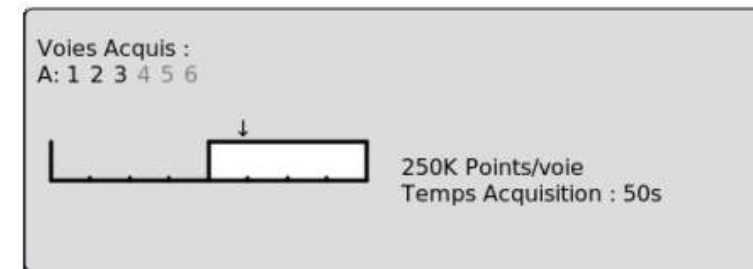 Voies Acquis :
A: 1 2 3 4 5 6
↓
250K Points/voie
Temps Acquisition : 50s